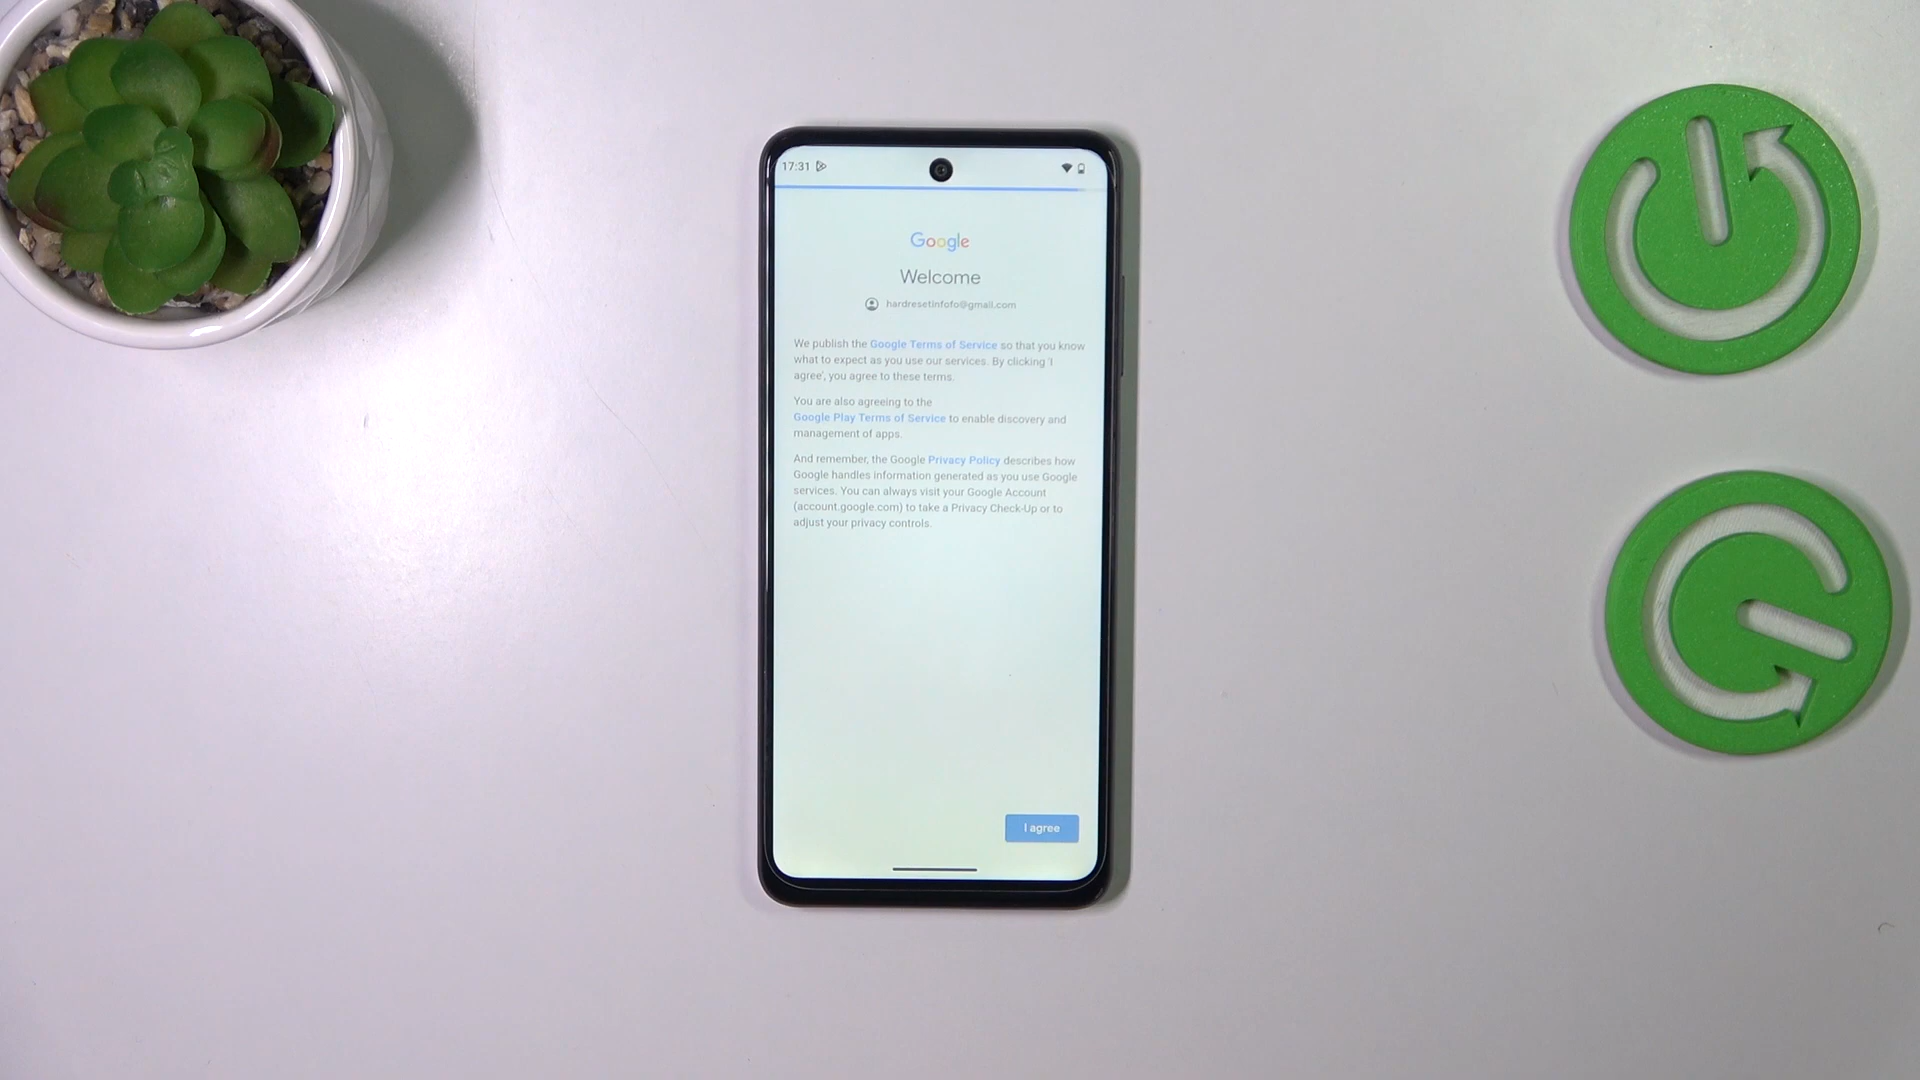 17:31
Google
Welcome
hardresetinfofo@gmail.com
We publish the Google Terms of Service so that you know
what to expect as you use our services. By clicking 'I
agree', you agree to these terms.
You are also agreeing to the
Google Play Terms of Service to enable discovery and
management of apps.
And remember, the Google Privacy Policy describes how
Google handles information generated as you use Google
services. You can always visit your Google Account
(account.google.com) to take a Privacy Check-Up or to
adjust your privacy controls.
I agree